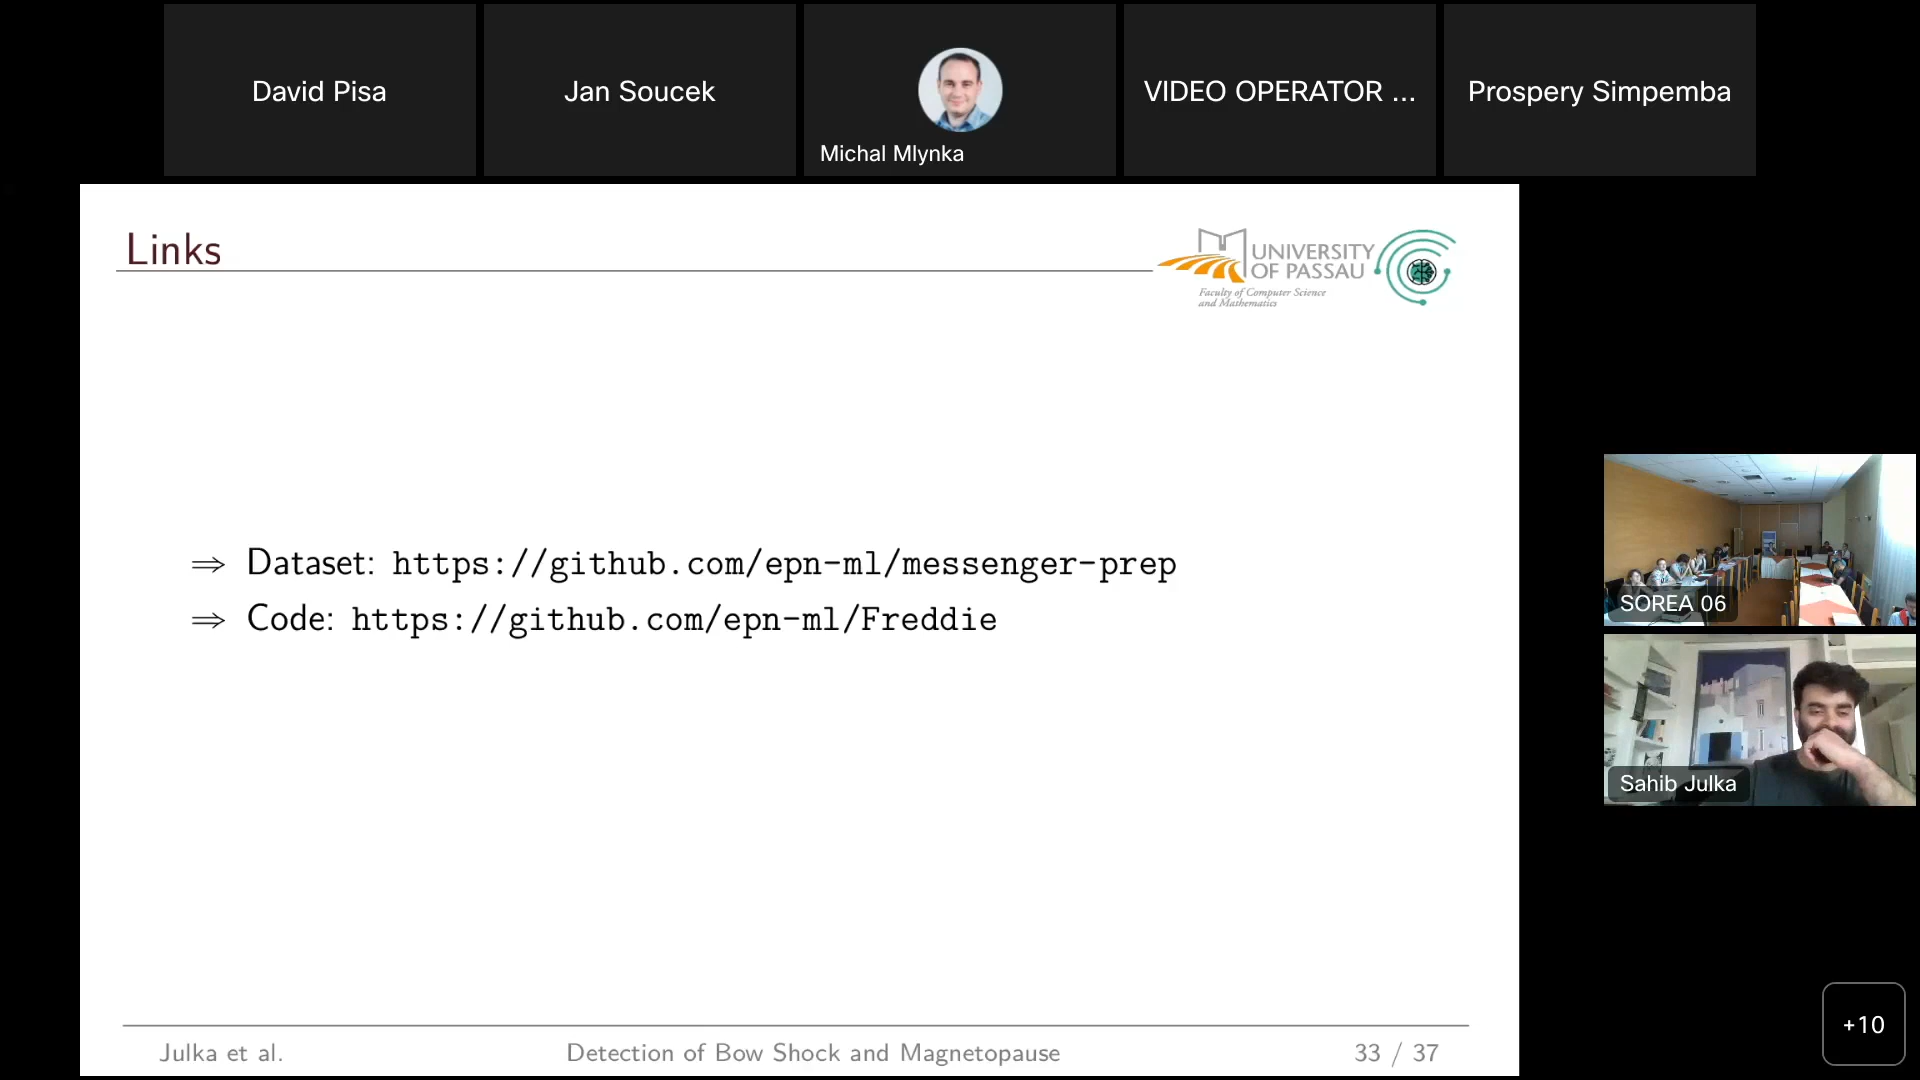 David Pisa
Jan Soucek
Michal Mlynka
VIDEO OPERATOR ...
Prospery Simpemba
Links
UNIVERSITY
OF PASSAU
Faculty of Computer Science
and Mathematics
⇒ Dataset: https://github.com/epn-ml/messenger-prep
⇒ Code: https://github.com/epn-ml/Freddie
SOREA 06
Sahib Julka
+10
Julka et al.
Detection of Bow Shock and Magnetopause
33 / 37